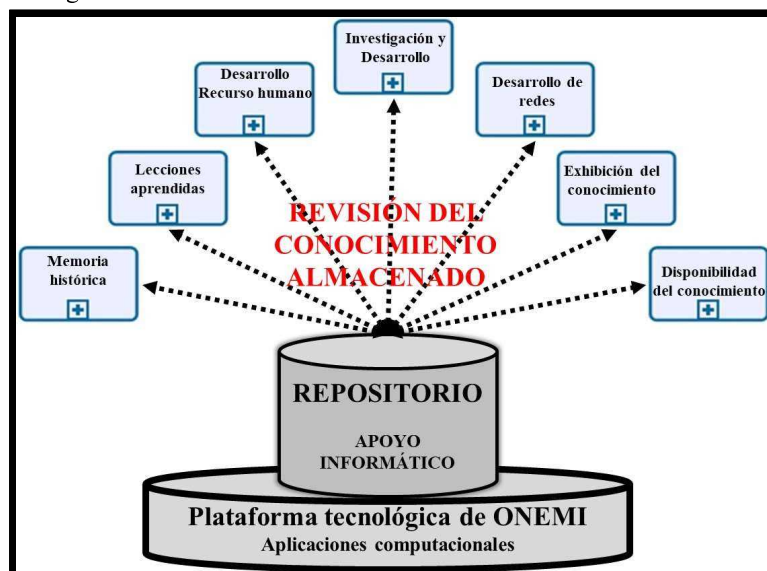 Investigación y
Desarrollo
Desarrollo
Recurso humano
Desarrollo de
redes
Lecciones
aprendidas
Exhibición del
conocimiento
Memoria
histórica
Disponibilidad
del conocimiento
REVISIÓN DEL
CONOCIMIENTO
ALMACENADO
REPOSITORIO
APOYO
INFORMÁTICO
Plataforma tecnológica de ONEMI
Aplicaciones computacionales